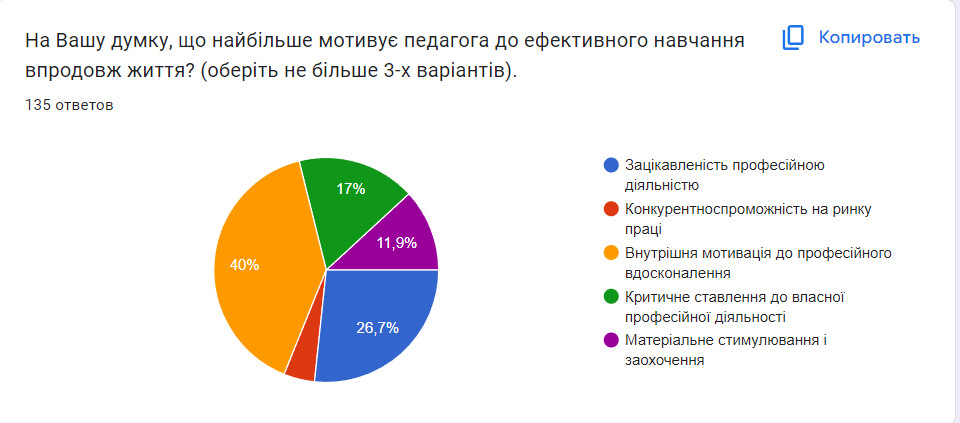 На Вашу думку, що найбільше мотивує педагога до ефективного навчання
впродовж життя? (оберіть не більше 3-х варіантів).
Копировать
135 ответов
17%
11,9%
40%
26,7%
Зацікавленість професійною
діяльністю
Конкурентноспроможність на ринку
праці
Внутрішня мотивація до професійного
вдосконалення
Критичне ставлення до власної
професійної діяльності
Матеріальне стимулювання і
заохочення